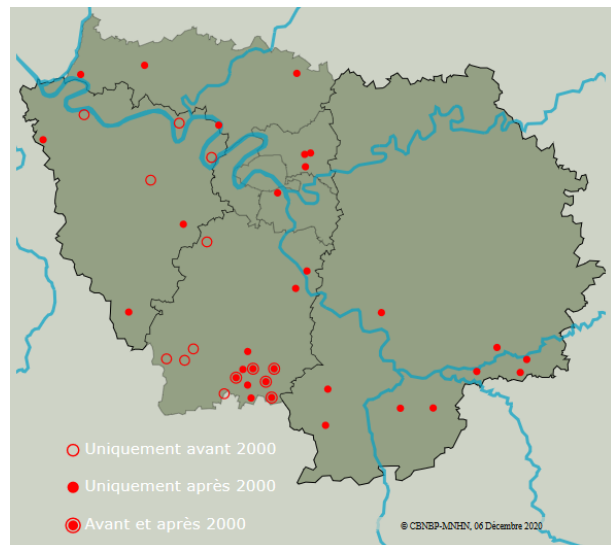 Uniquement avant 2000
Uniquement après 2000
Avant et après 2000
© CBNBP-MNHN, 06 Décembre 2020